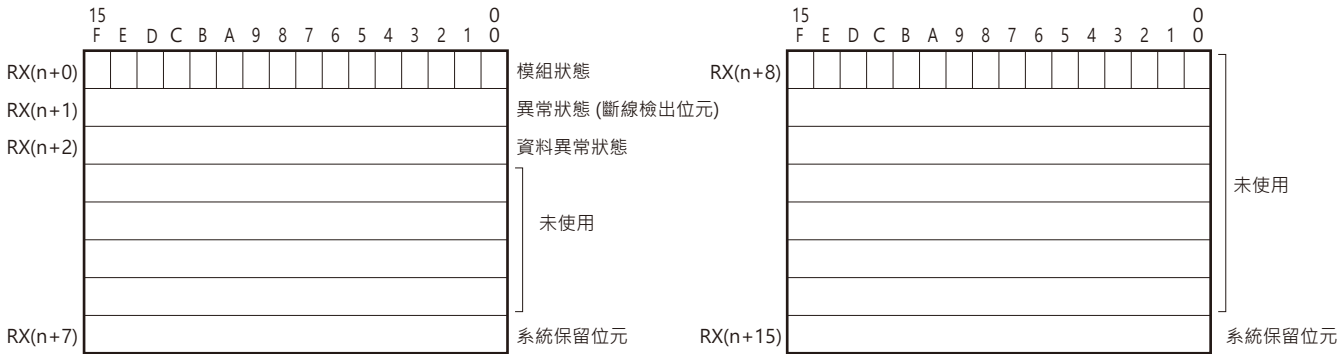 15 0
F E D C B A 9 8 7 6 5 4 3 2 1 0
RX(n+0) 模組狀態
RX(n+1) 異常狀態 (斷線檢出位元)
RX(n+2) 資料異常狀態
未使用
RX(n+7) 系統保留位元
15 0
F E D C B A 9 8 7 6 5 4 3 2 1 0
RX(n+8)
未使用
RX(n+15) 系統保留位元